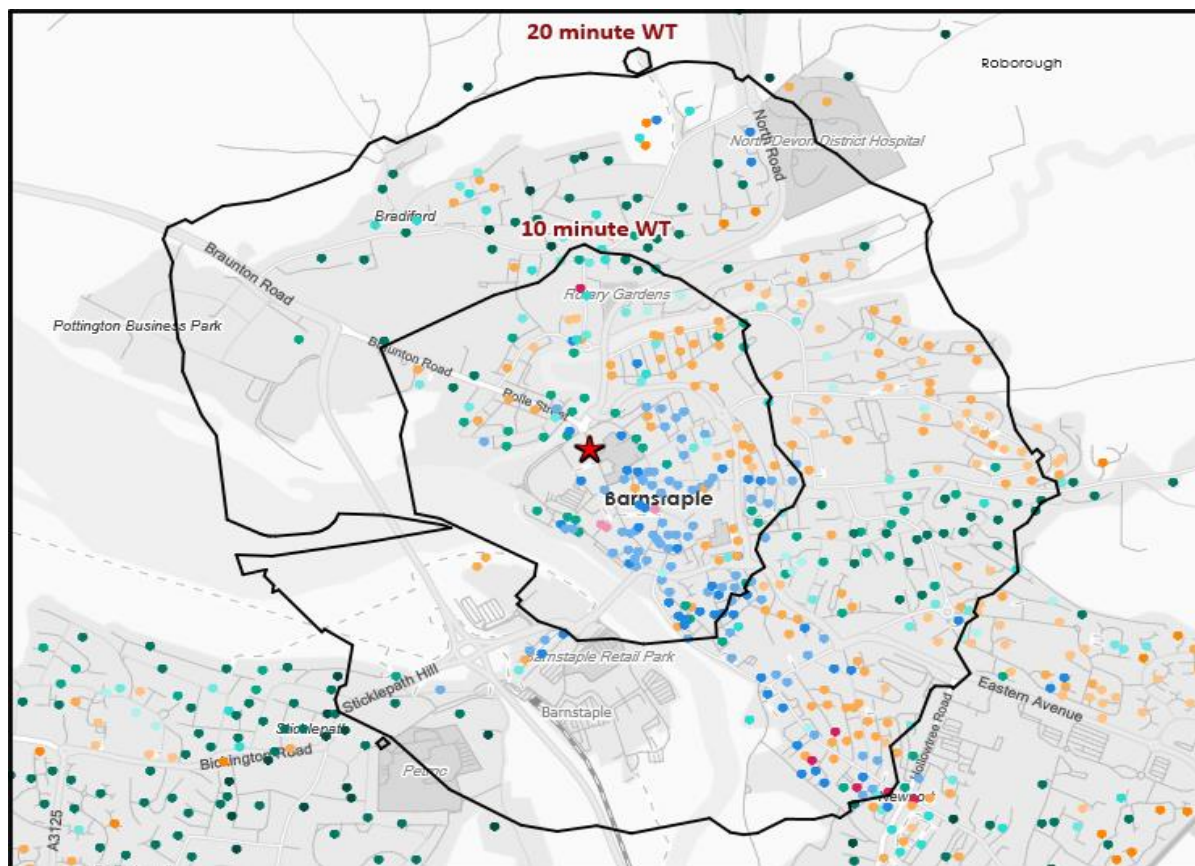 20 minute WT
Roborough
North Road
North Devon District Hospital
Bradiford
10 minute WT
Braunton Road
Rotary Gardens
Pottington Business Park
Braunton Road
Rolle Street
Barnstaple
Barnstaple Retail Park
Sticklepath Hill
Eastern Avenue
Barnstaple
Hollowtree Road
Sticklepath
Bickington Road
Petroc
Newport
A3125